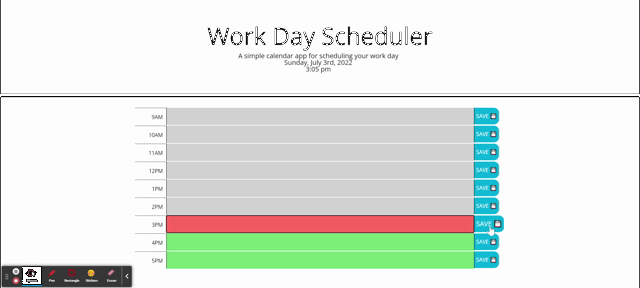 Work Day Scheduler
A simple calendar app for scheduling your work day
Sunday, July 3rd, 2022
3:05 pm
9AM SAVE
10AM SAVE
11AM SAVE
12PM SAVE
1PM SAVE
2PM SAVE
3PM SAVE
4PM SAVE
5PM SAVE
Pen Rectangle Stickers Eraser